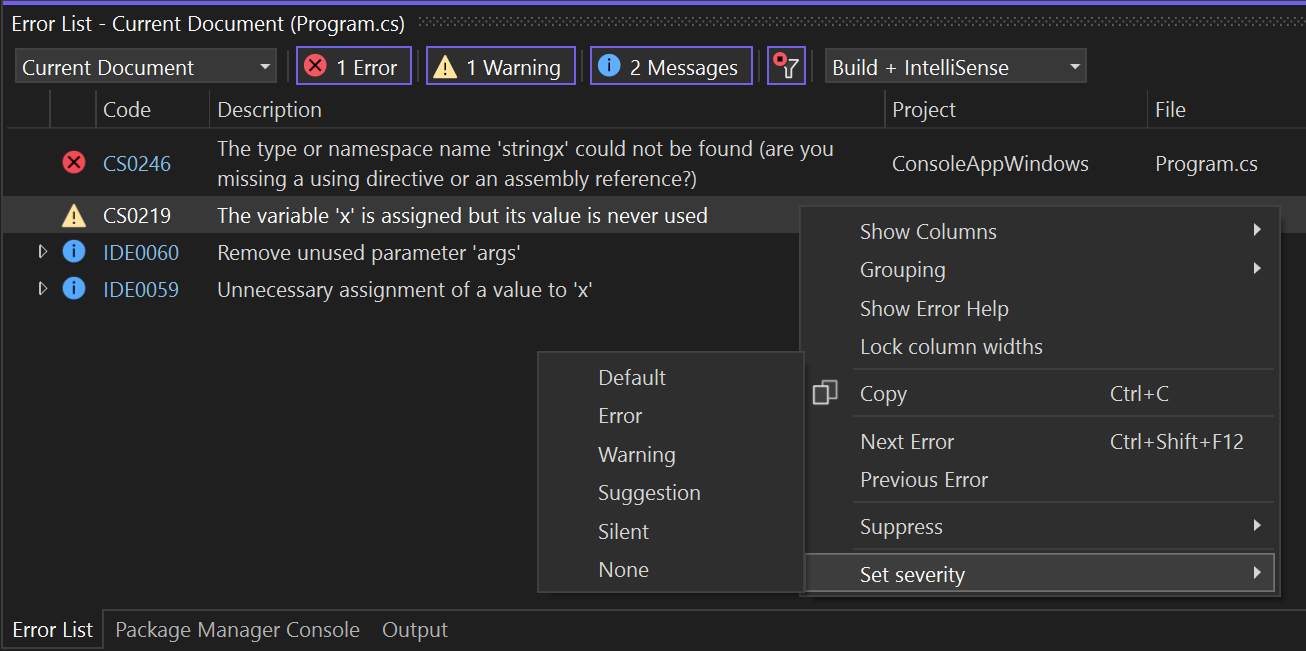 Error List - Current Document (Program.cs)
Current Document 1 Error 1 Warning 2 Messages Build + IntelliSense
Code Description Project File
CS0246 The type or namespace name 'stringx' could not be found (are you
missing a using directive or an assembly reference?) ConsoleAppWindows Program.cs
CS0219 The variable 'x' is assigned but its value is never used
IDE0060 Remove unused parameter 'args'
IDE0059 Unnecessary assignment of a value to 'x'
Show Columns
Grouping
Show Error Help
Lock column widths
Copy Ctrl+C
Next Error Ctrl+Shift+F12
Previous Error
Suppress
Set severity
Default
Error
Warning
Suggestion
Silent
None
Error List Package Manager Console Output